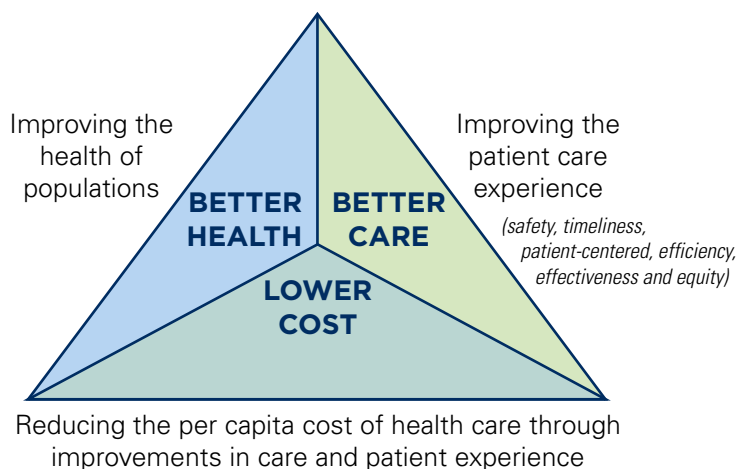 Improving the
health of
populations
BETTER
HEALTH
BETTER
CARE
Improving the
patient care
experience
(safety, timeliness,
patient-centered, efficiency,
effectiveness and equity)
LOWER
COST
Reducing the per capita cost of health care through
improvements in care and patient experience